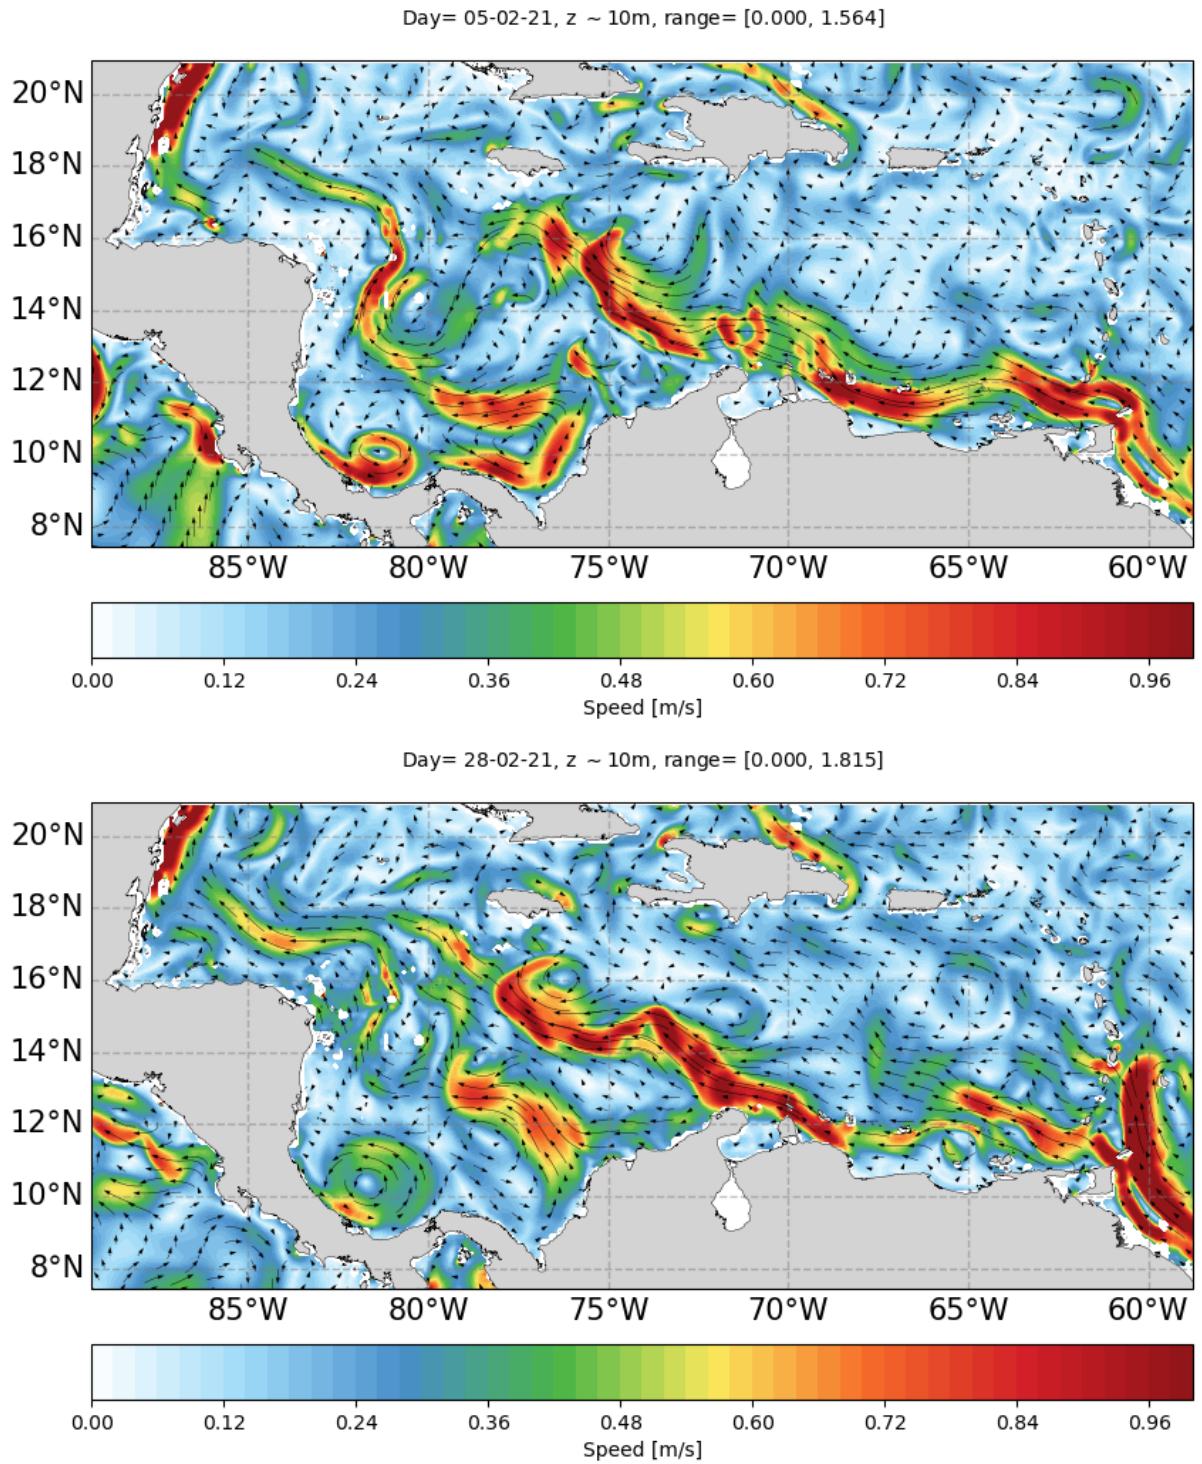 Day= 05-02-21, z ~ 10m, range= [0.000, 1.564]
20°N
18°N
16°N
14°N
12°N
10°N
8°N
85°W 80°W 75°W 70°W 65°W 60°W
0.00 0.12 0.24 0.36 0.48 0.60 0.72 0.84 0.96
Speed [m/s]
Day= 28-02-21, z ~ 10m, range= [0.000, 1.815]
20°N
18°N
16°N
14°N
12°N
10°N
8°N
85°W 80°W 75°W 70°W 65°W 60°W
0.00 0.12 0.24 0.36 0.48 0.60 0.72 0.84 0.96
Speed [m/s]